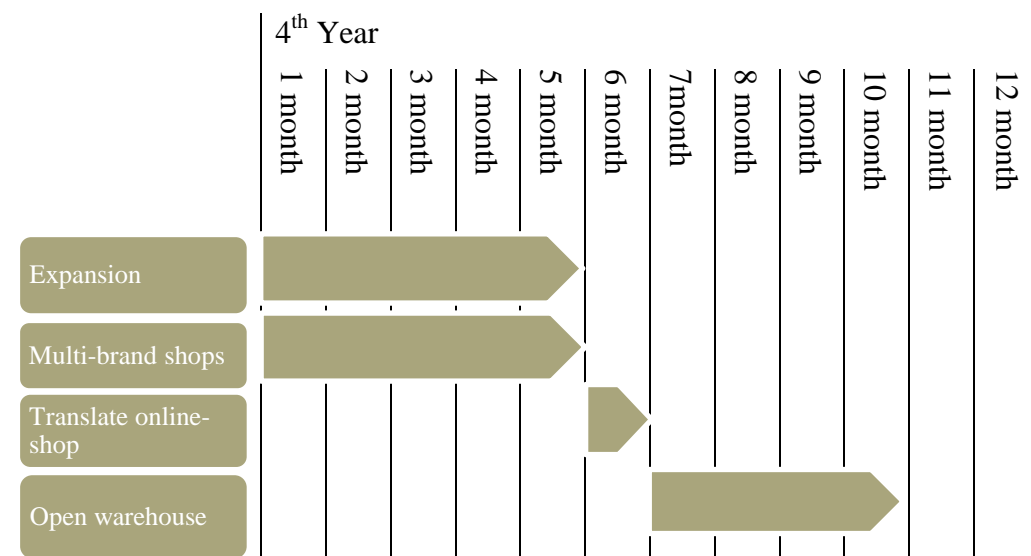 4th Year
1 month
2 month
3 month
4 month
5 month
6 month
7month
8 month
9 month
10 month
11 month
12 month
Expansion
Multi-brand shops
Translate online-
shop
Open warehouse